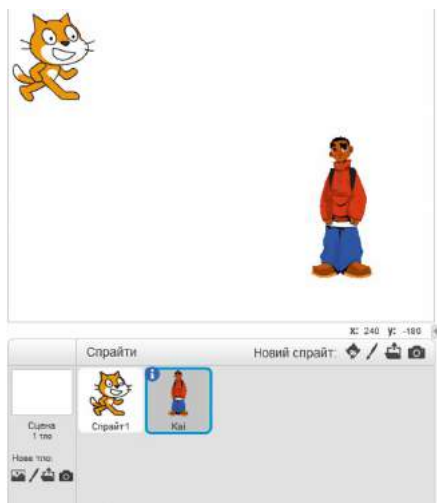 x: 240 y: -180
Спрайти Новий спрайт:
Сцена
1 тло
Нове тло:
Спрайт1
Kai